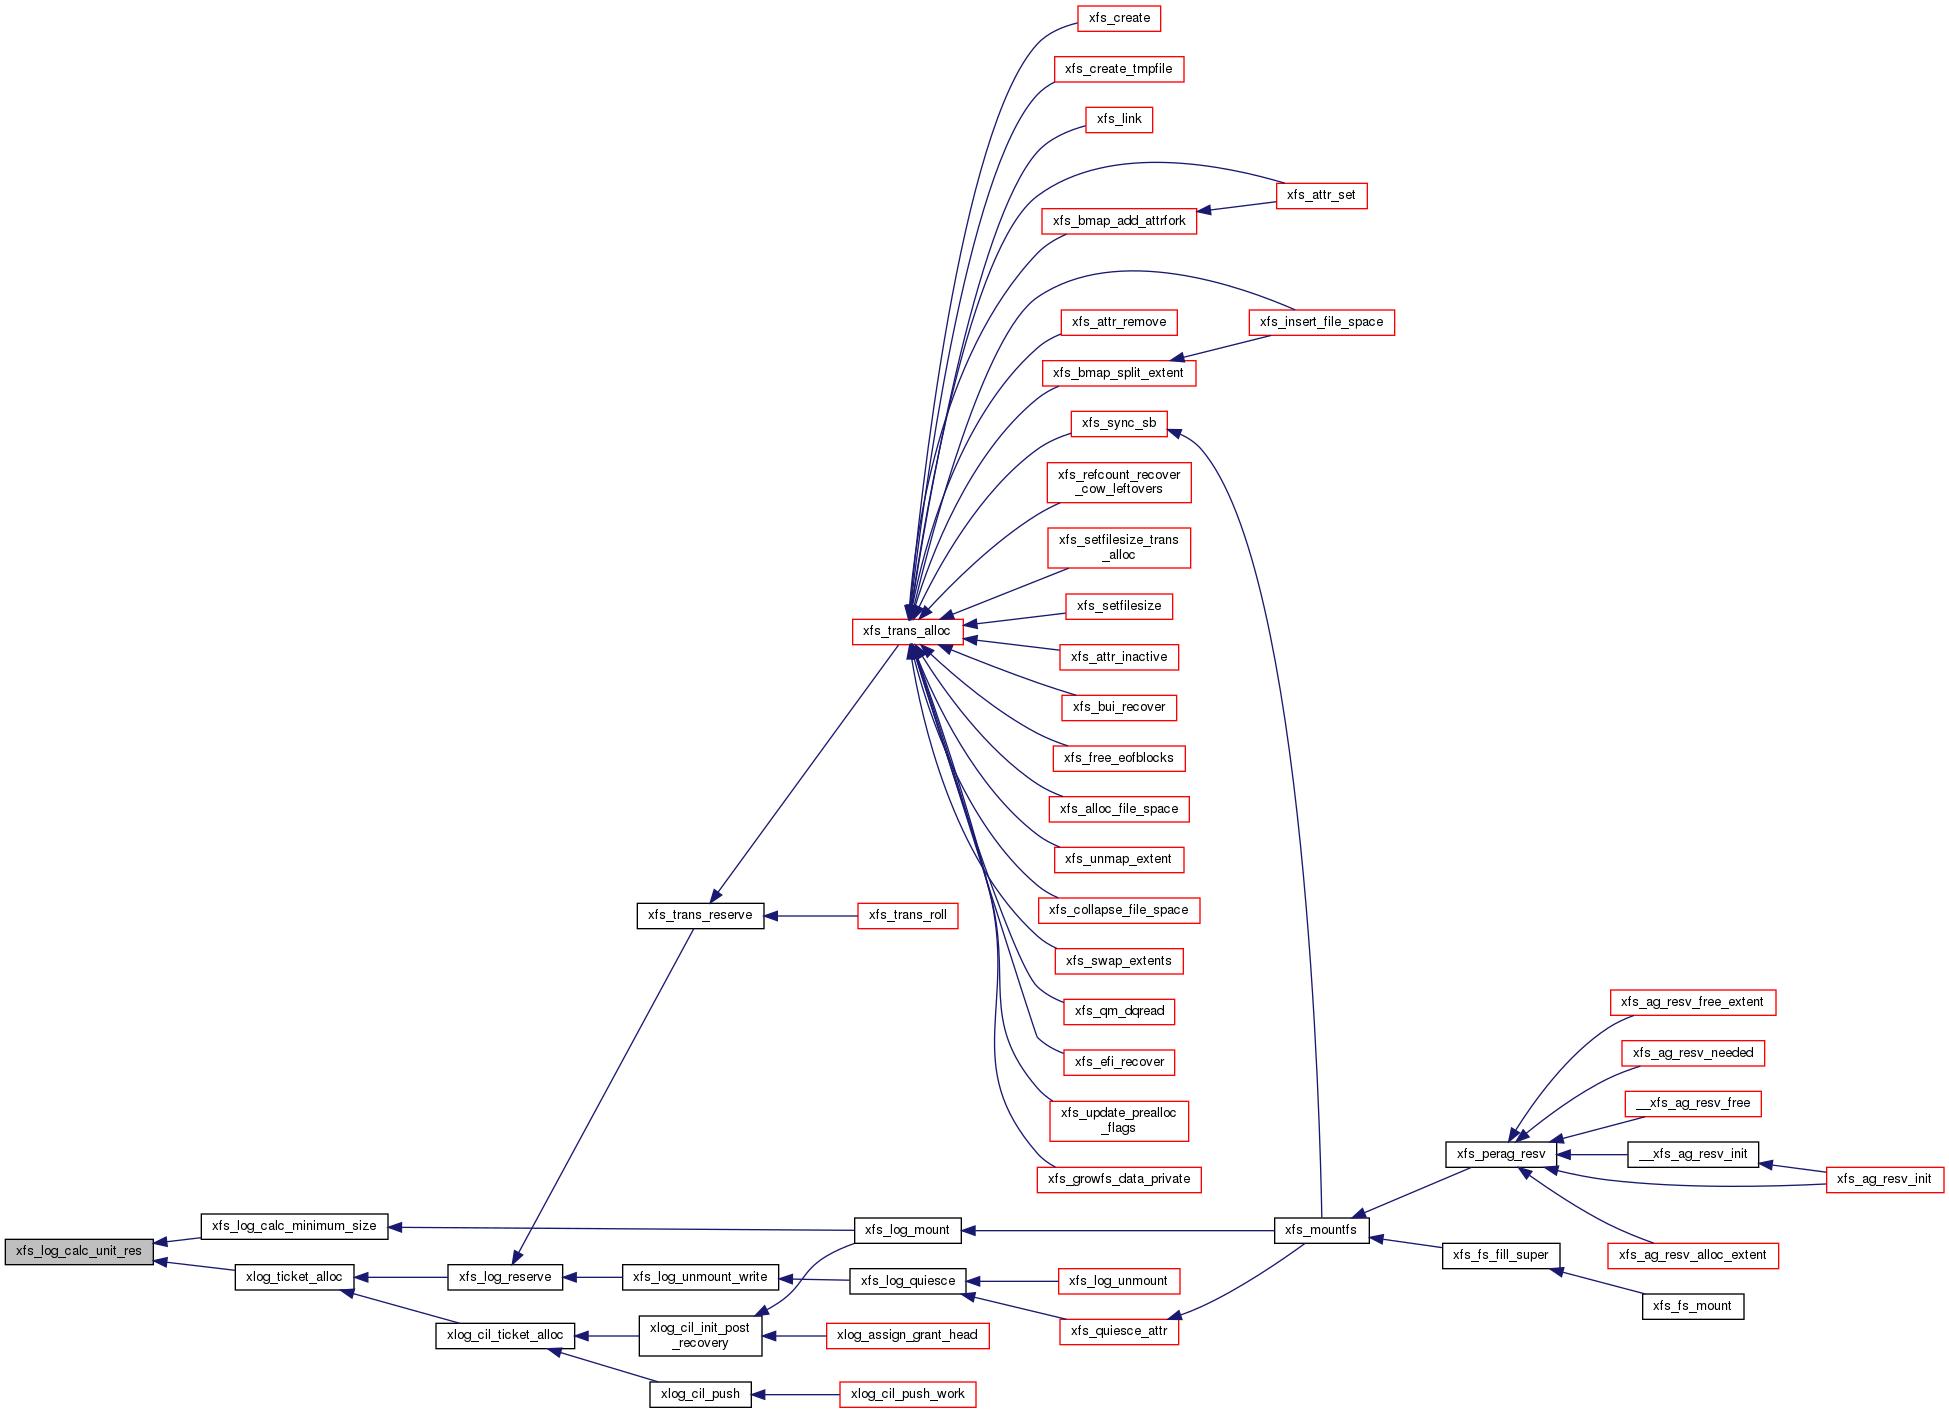 xfs_create
xfs_create_tmpfile
xfs_link
xfs_attr_set
xfs_bmap_add_attrfork
xfs_attr_remove
xfs_insert_file_space
xfs_bmap_split_extent
xfs_sync_sb
xfs_refcount_recover
_cow_leftovers
xfs_setfilesize_trans
_alloc
xfs_setfilesize
xfs_trans_alloc
xfs_attr_inactive
xfs_bui_recover
xfs_free_eofblocks
xfs_alloc_file_space
xfs_unmap_extent
xfs_collapse_file_space
xfs_trans_reserve
xfs_trans_roll
xfs_swap_extents
xfs_qm_dqread
xfs_ag_resv_free_extent
xfs_efi_recover
xfs_ag_resv_needed
xfs_update_prealloc
_flags
__xfs_ag_resv_free
xfs_perag_resv
__xfs_ag_resv_init
xfs_growfs_data_private
xfs_ag_resv_init
xfs_log_calc_unit_res
xfs_log_calc_minimum_size
xfs_log_mount
xfs_mountfs
xfs_fs_fill_super
xfs_ag_resv_alloc_extent
xlog_ticket_alloc
xfs_log_reserve
xfs_log_unmount_write
xfs_log_quiesce
xfs_log_unmount
xfs_fs_mount
xlog_cil_ticket_alloc
xlog_cil_init_post
_recovery
xlog_assign_grant_head
xfs_quiesce_attr
xlog_cil_push
xlog_cil_push_work